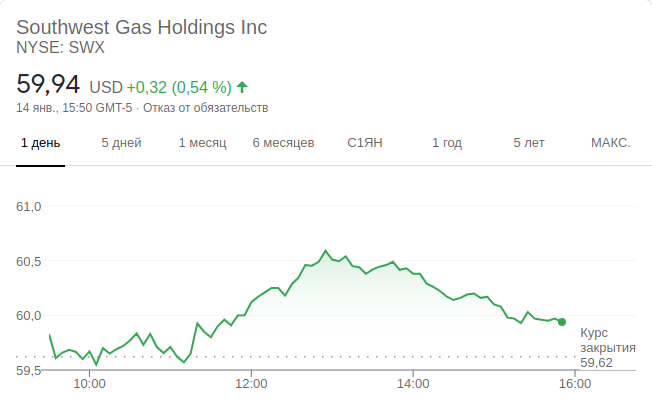 Southwest Gas Holdings Inc
NYSE: SWX
59,94 USD +0,32 (0,54 %)
14 янв., 15:50 GMT-5 · Отказ от обязательств
1 день 5 дней 1 месяц 6 месяцев С1ЯН 1 год 5 лет МАКС.
61,0
60,5
60,0
Курс
закрытия
59,62
59,5
10:00 12:00 14:00 16:00